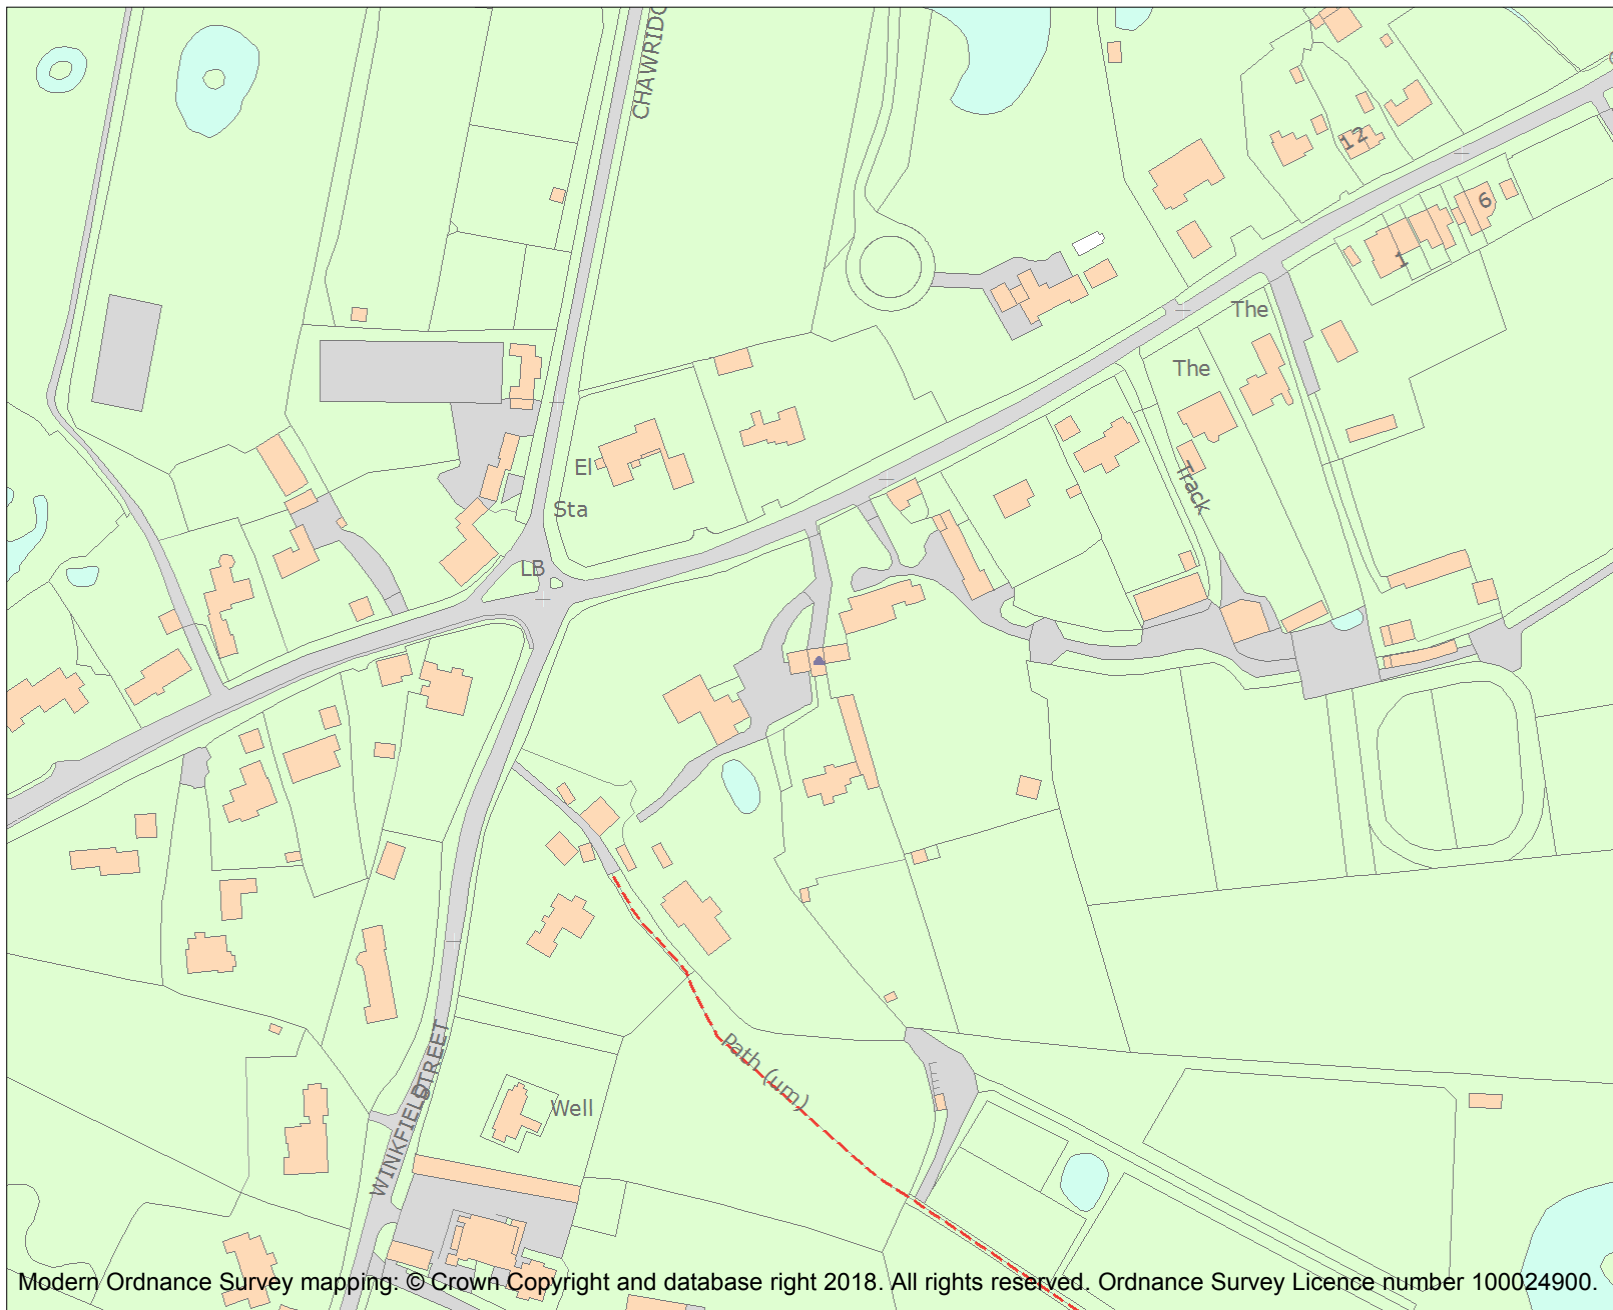 CHAWRIDG
12
6
1
The
The
Track
El
Sta
LB
Path (um)
WINKFIELD STREET
Well
Modern Ordnance Survey mapping: © Crown Copyright and database right 2018. All rights reserved. Ordnance Survey Licence number 100024900.